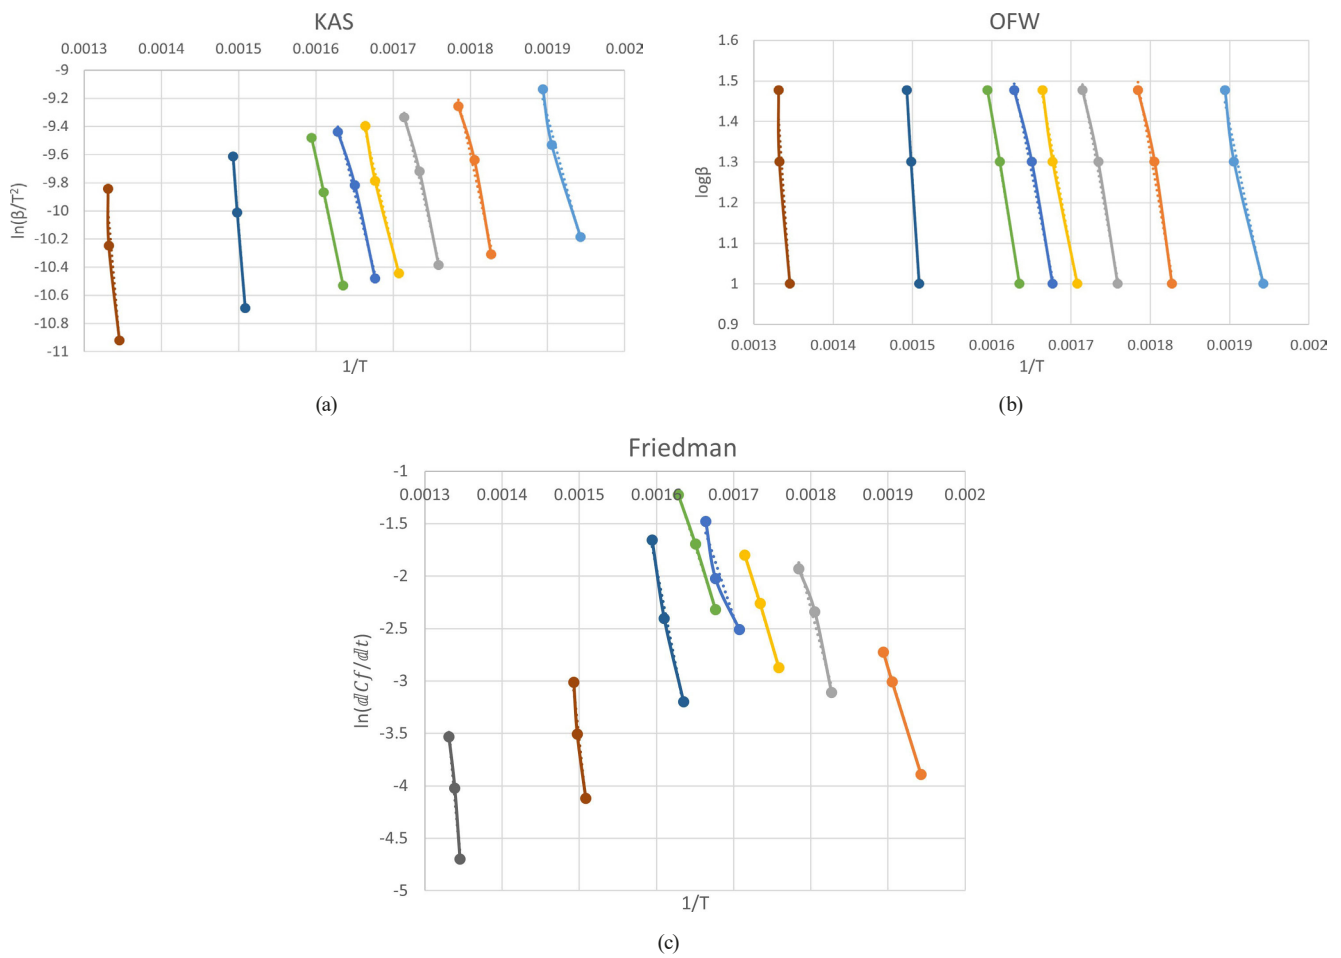 KAS
0.0013 0.0014 0.0015 0.0016 0.0017 0.0018 0.0019 0.002
-9
-9.2
-9.4
-9.6
-9.8
-10
-10.2
-10.4
-10.6
-10.8
-11
ln(β/T²)
1/T
(a)
OFW
1.6
1.5
1.4
1.3
1.2
1.1
1
0.9
logβ
0.0013 0.0014 0.0015 0.0016 0.0017 0.0018 0.0019 0.002
1/T
(b)
Friedman
-1
0.0013 0.0014 0.0015 0.0016 0.0017 0.0018 0.0019 0.002
-1.5
-2
-2.5
-3
-3.5
-4
-4.5
-5
ln(ⅆCf/ⅆt)
1/T
(c)